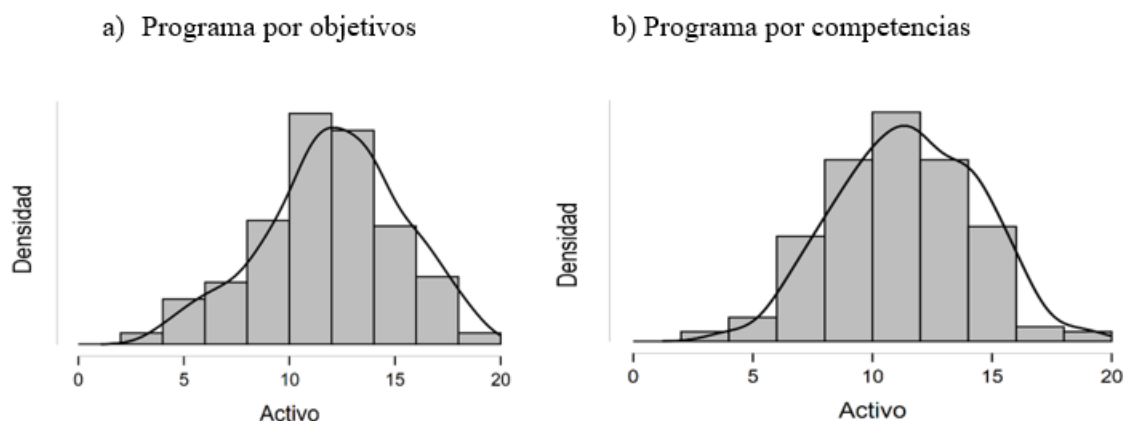 a) Programa por objetivos
b) Programa por competencias
Densidad
0 5 10 15 20
Activo
Densidad
0 5 10 15 20
Activo